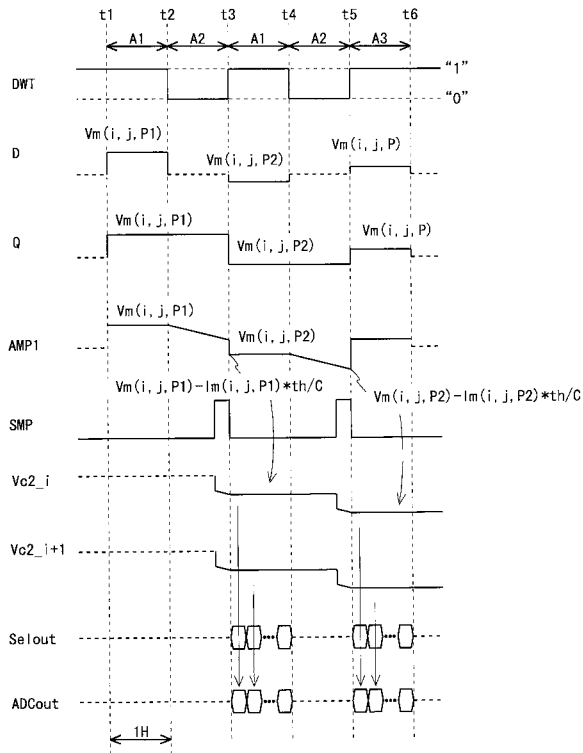 t1 t2 t3 t4 t5 t6
A1 A2 A1 A2 A3
DWT "1"
"0"
D Vm(i, j, P1) Vm(i, j, P2) Vm(i, j, P)
Q Vm(i, j, P1) Vm(i, j, P2) Vm(i, j, P)
AMP1 Vm(i, j, P1) Vm(i, j, P2)
Vm(i, j, P1)-Im(i, j, P1)*th/C Vm(i, j, P2)-Im(i, j, P2)*th/C
SMP
Vc2_i
Vc2_i+1
Selout
ADCout
1H